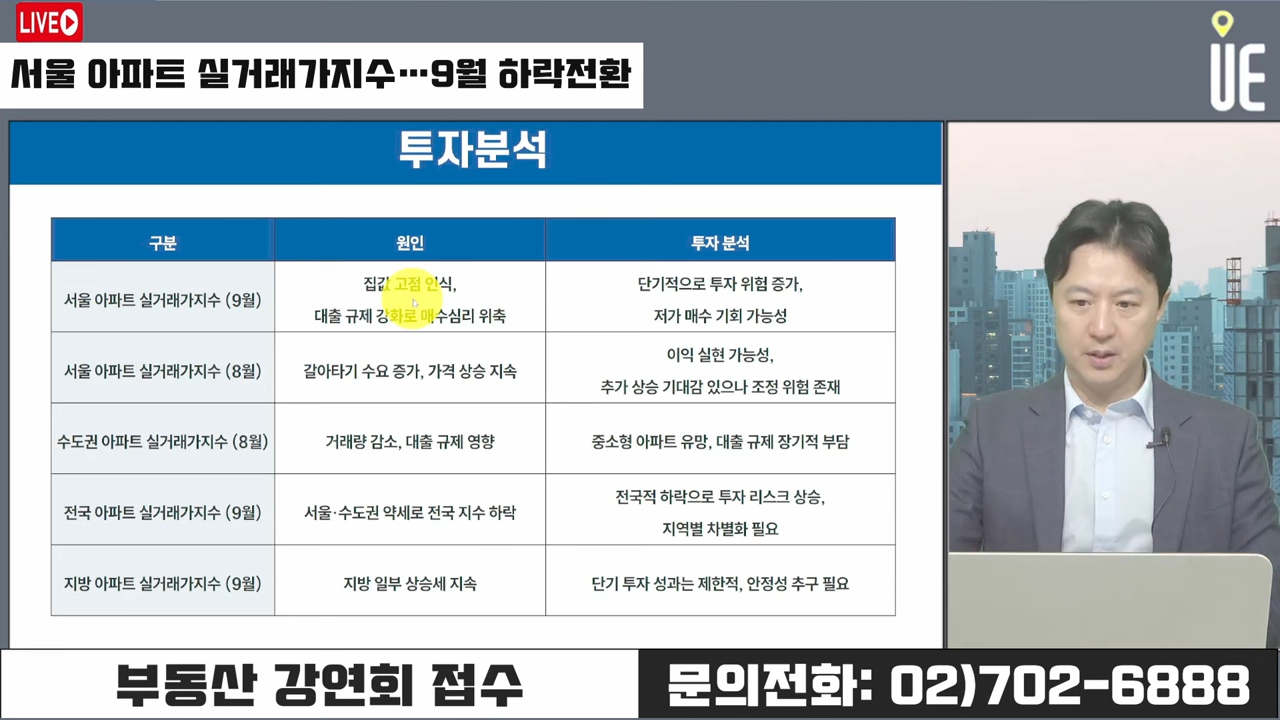 LIVE
서울 아파트 실거래가지수…9월 하락전환
UE
투자분석
구분 원인 투자 분석
서울 아파트 실거래가지수 (9월)
집값 고점 인식,
대출 규제 강화로 매수심리 위축
단기적으로 투자 위험 증가,
저가 매수 기회 가능성
서울 아파트 실거래가지수 (8월)
갈아타기 수요 증가, 가격 상승 지속
이익 실현 가능성,
추가 상승 기대감 있으나 조정 위험 존재
수도권 아파트 실거래가지수 (8월)
거래량 감소, 대출 규제 영향
중소형 아파트 유망, 대출 규제 장기적 부담
전국 아파트 실거래가지수 (9월)
서울·수도권 약세로 전국 지수 하락
전국적 하락으로 투자 리스크 상승,
지역별 차별화 필요
지방 아파트 실거래가지수 (9월)
지방 일부 상승세 지속
단기 투자 성과는 제한적, 안정성 추구 필요
부동산 강연회 접수
문의전화: 02)702-6888